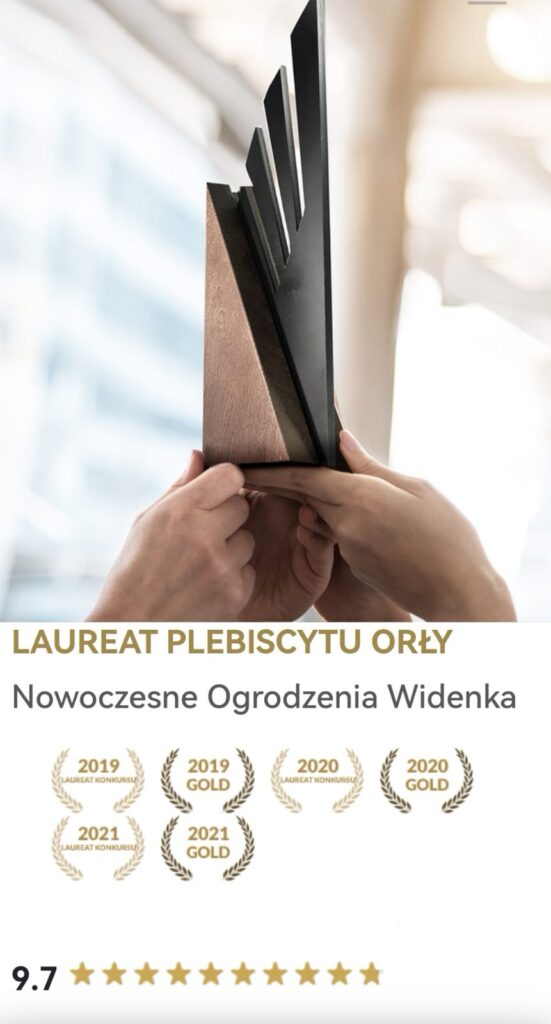 LAUREAT PLEBISCYTU ORŁY
Nowoczesne Ogrodzenia Widenka
2019
LAUREAT KONKURSU
2019
GOLD
2020
LAUREAT KONKURSU
2020
GOLD
2021
LAUREAT KONKURSU
2021
GOLD
9.7